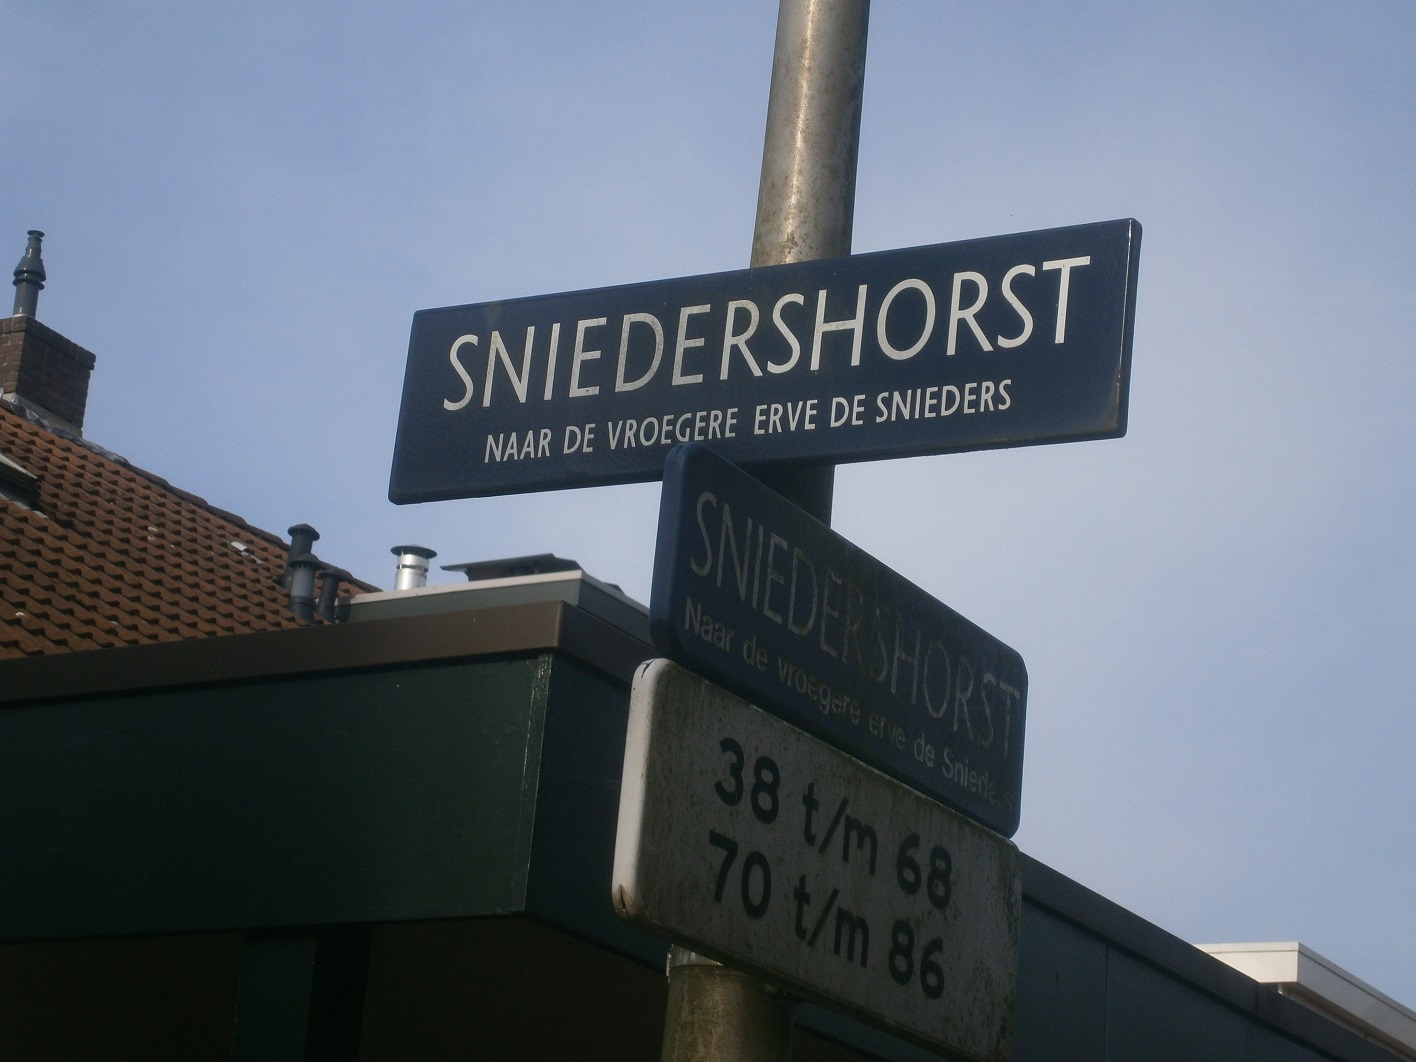 SNIEDERSHORST
NAAR DE VROEGERE ERVE DE SNIEDERS
SNIEDERSHORST
Naar de vroegere erve de Snieders
38 t/m 68
70 t/m 86